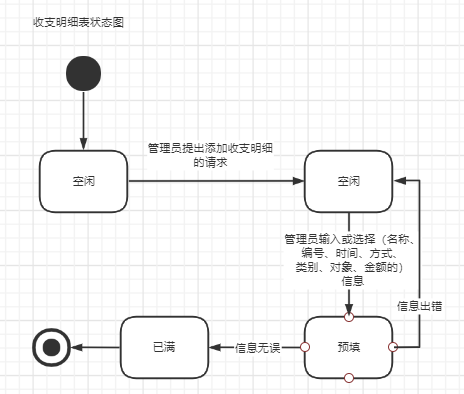 收支明细表状态图
管理员提出添加收支明细
的请求
空闲
空闲
管理员输入或选择（名称、
编号、时间、方式、
类别、对象、金额的）
信息
信息出错
已满
信息无误
预填